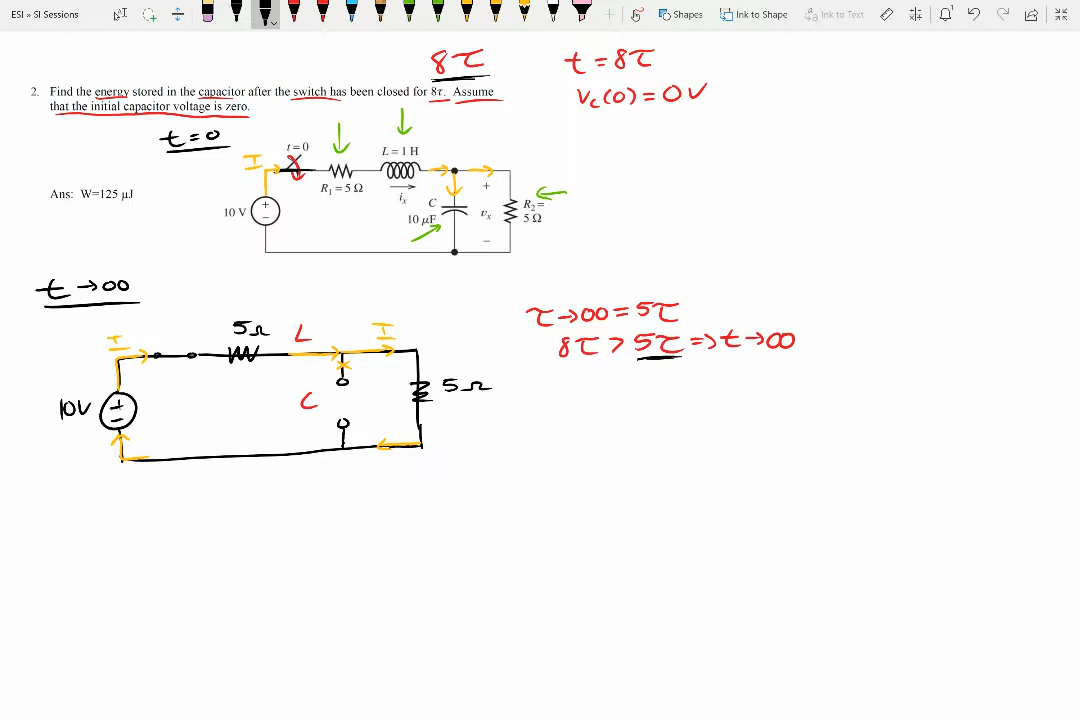 ESI » SI Sessions
Shapes
Ink to Shape
Ink to Text
8τ
t = 8τ
Vc(0) = 0V
2. Find the energy stored in the capacitor after the switch has been closed for 8τ. Assume
that the initial capacitor voltage is zero.
t = 0
t = 0
I
L = 1 H
R₁ = 5 Ω
iₓ
C
10 μF
+
vₓ
−
R₂ =
5 Ω
10 V
+
−
Ans: W=125 μJ
t → ∞
τ → ∞ = 5τ
8τ > 5τ => t → ∞
5Ω
L
I
I
10V
+
−
C
5Ω